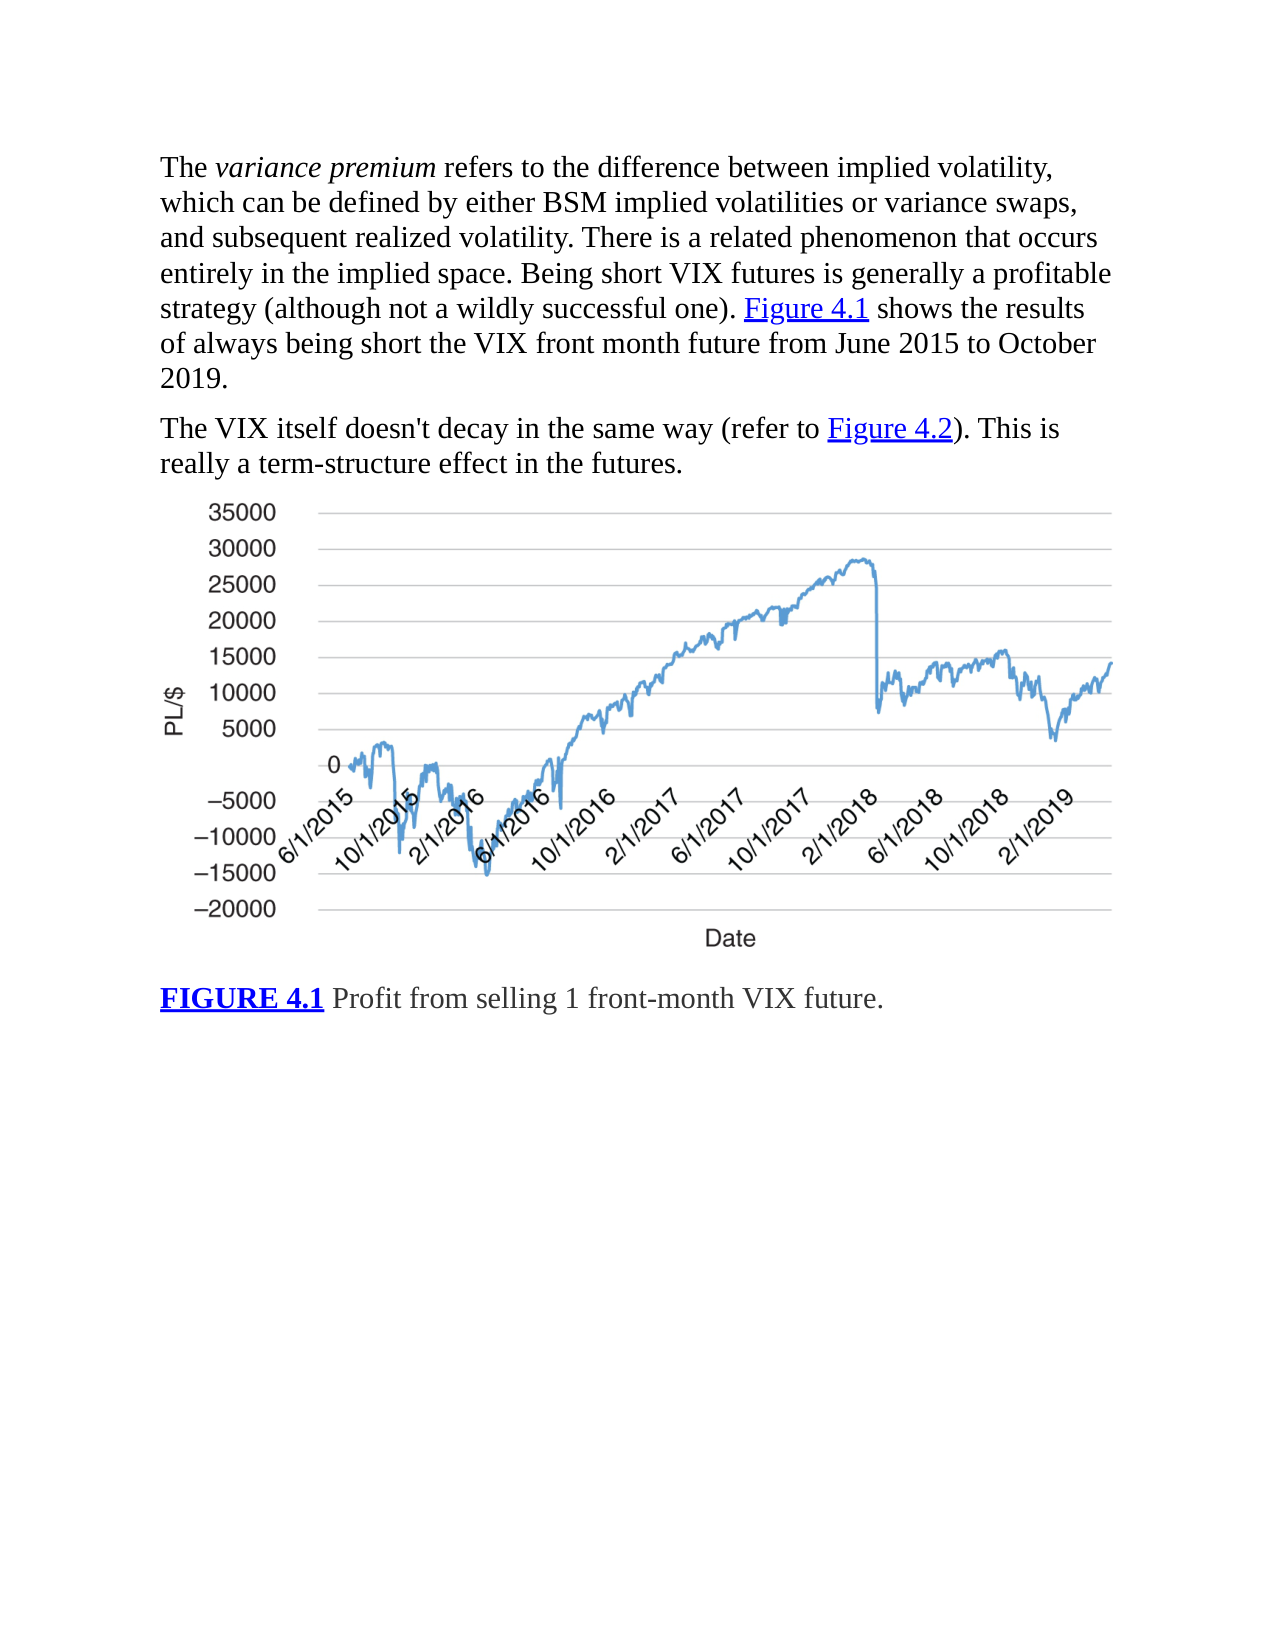 The variance premium refers to the difference between implied volatility,
which can be defined by either BSM implied volatilities or variance swaps,
and subsequent realized volatility. There is a related phenomenon that occurs
entirely in the implied space. Being short VIX futures is generally a profitable
strategy (although not a wildly successful one). Figure 4.1 shows the results
of always being short the VIX front month future from June 2015 to October
2019.
The VIX itself doesn't decay in the same way (refer to Figure 4.2). This is
really a term-structure effect in the futures.
35000
30000
25000
20000
15000
10000
5000
0
–5000
–10000
–15000
–20000
PL/$
6/1/2015
10/1/2015
2/1/2016
6/1/2016
10/1/2016
2/1/2017
6/1/2017
10/1/2017
2/1/2018
6/1/2018
10/1/2018
2/1/2019
Date
FIGURE 4.1 Profit from selling 1 front-month VIX future.